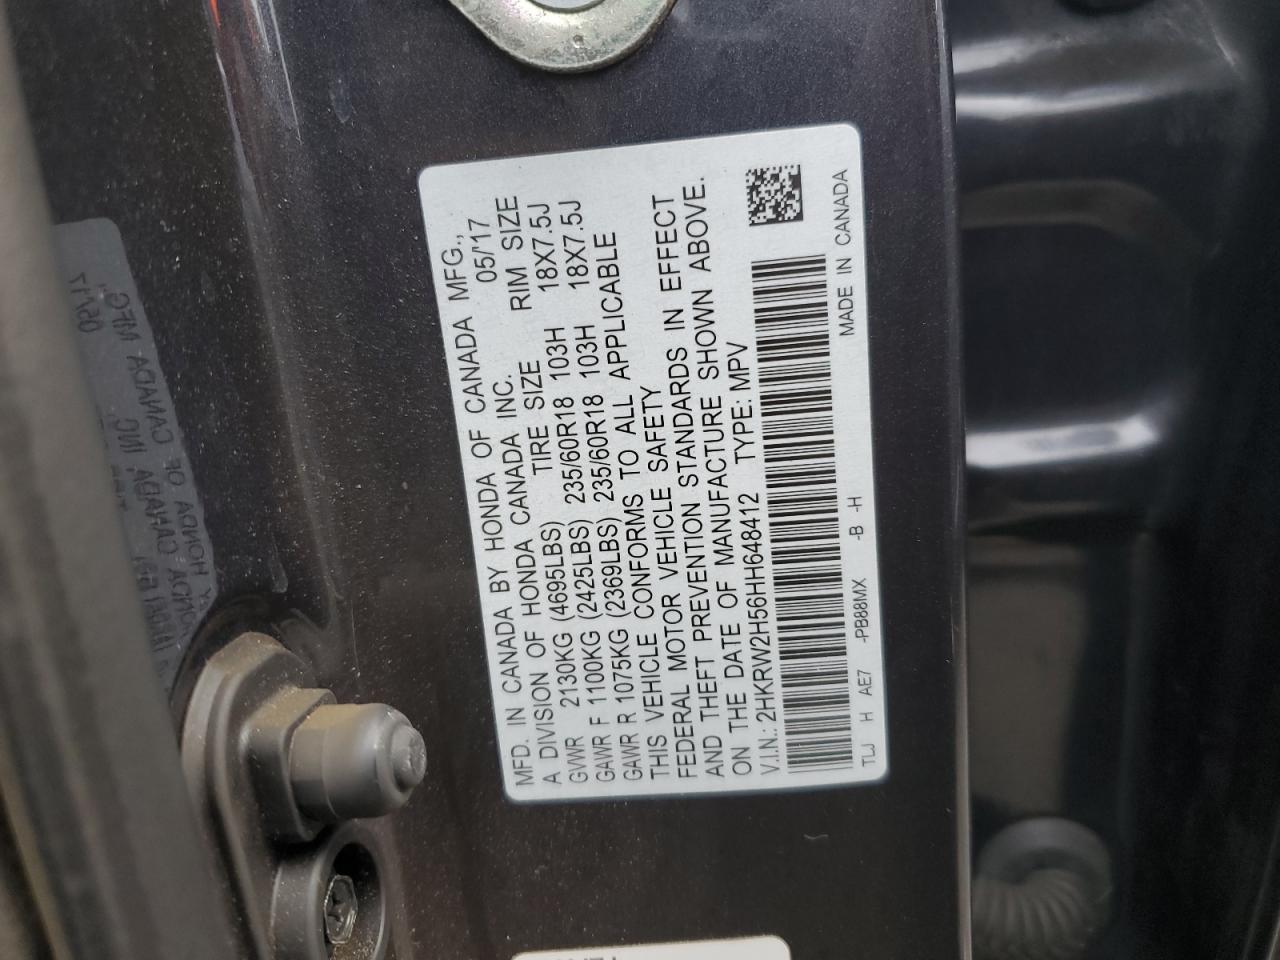 MFD. IN CANADA BY HONDA OF CANADA MFG.,
A DIVISION OF HONDA CANADA INC. 05/17
GVWR 2130KG (4695LBS) TIRE SIZE RIM SIZE
GAWR F 1100KG (2425LBS) 235/60R18 103H 18X7.5J
GAWR R 1075KG (2369LBS) 235/60R18 103H 18X7.5J
THIS VEHICLE CONFORMS TO ALL APPLICABLE
FEDERAL MOTOR VEHICLE SAFETY
AND THEFT PREVENTION STANDARDS IN EFFECT
ON THE DATE OF MANUFACTURE SHOWN ABOVE.
V.I.N.: 2HKRW2H56HH648412 TYPE: MPV
MADE IN CANADA
TLJ H AE7 -PB88MX -B -H